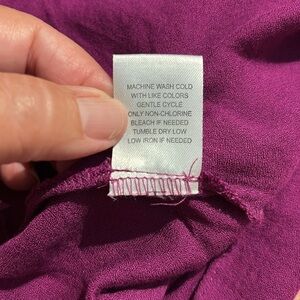 MACHINE WASH COLD
WITH LIKE COLORS
GENTLE CYCLE
ONLY NON-CHLORINE
BLEACH IF NEEDED
TUMBLE DRY LOW
LOW IRON IF NEEDED